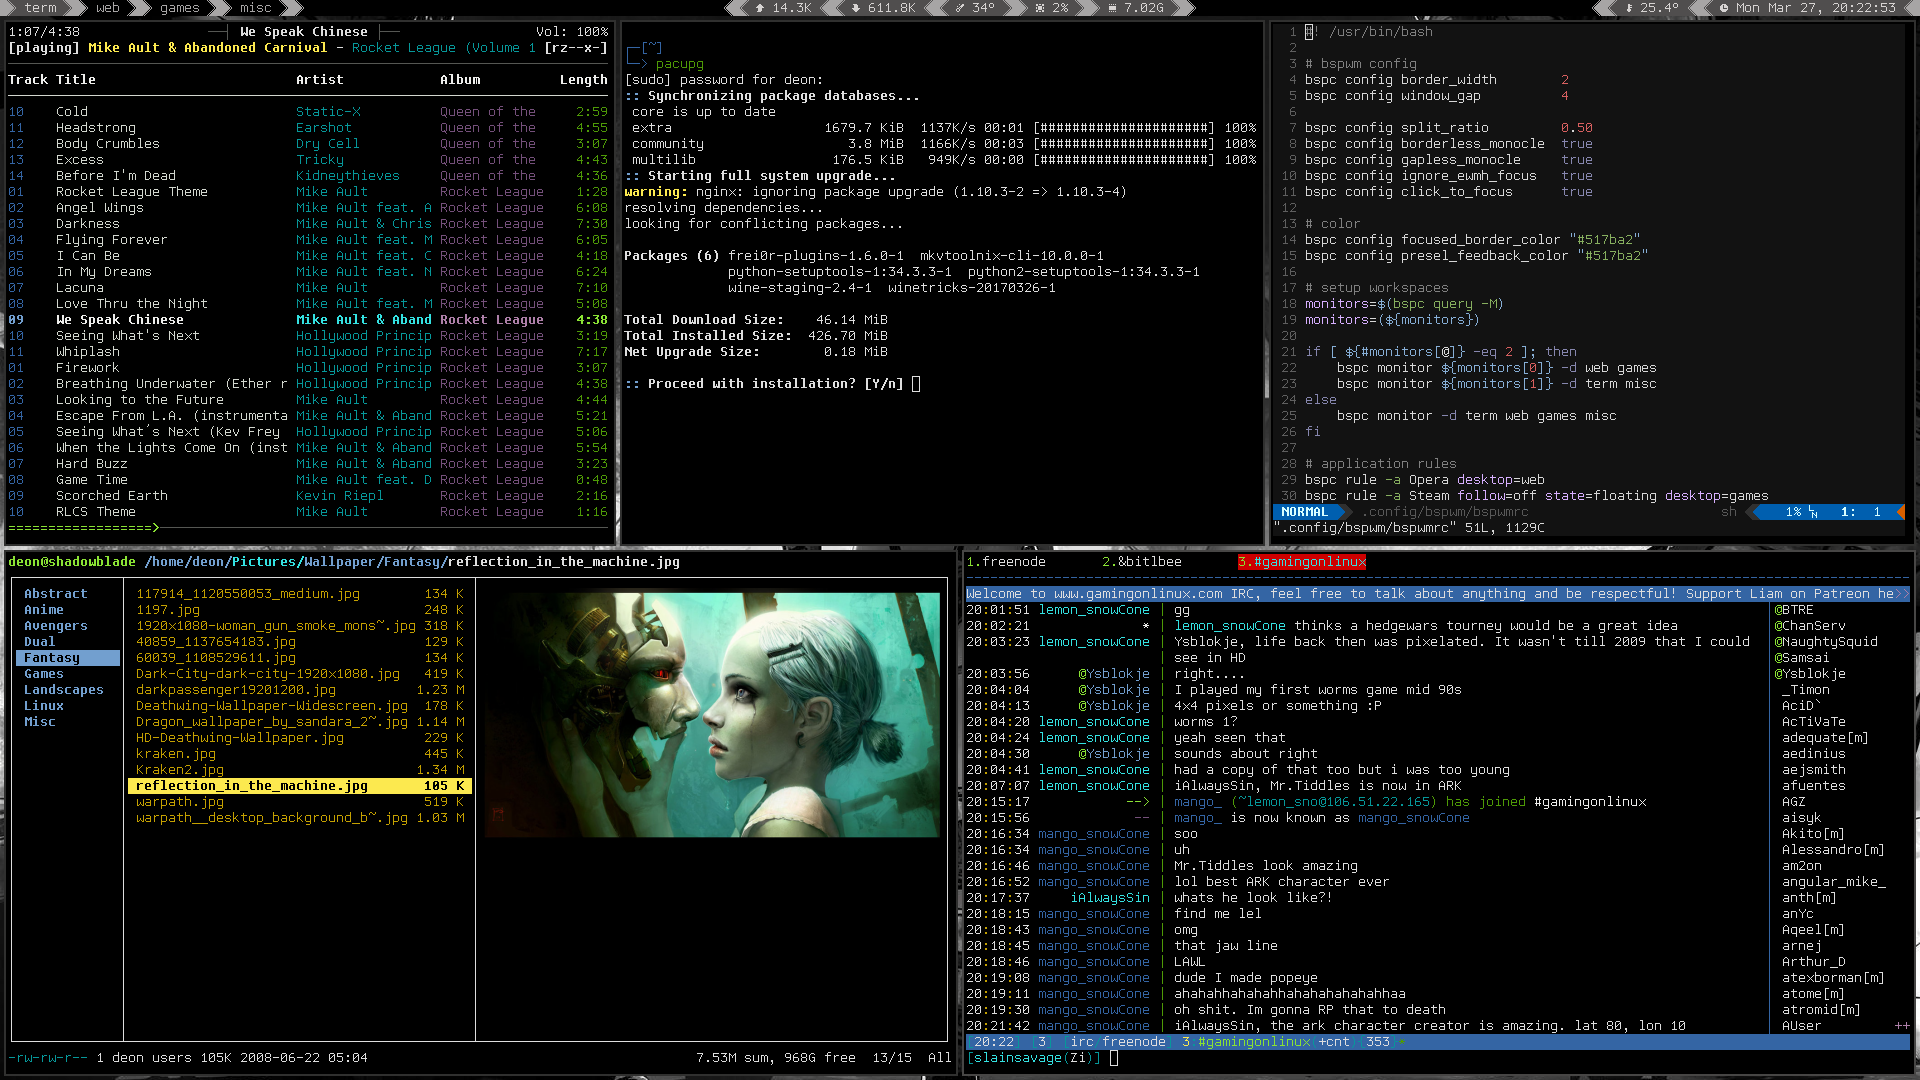 term web games misc
14.3K 611.8K 34° 2% 7.02G
25.4° Mon Mar 27, 20:22:53
1:07/4:38 We Speak Chinese Vol: 100%
[playing] Mike Ault & Abandoned Carnival - Rocket League (Volume 1 [rz--x-]
Track Title Artist Album Length
10 Cold Static-X Queen of the 2:59
11 Headstrong Earshot Queen of the 4:55
12 Body Crumbles Dry Cell Queen of the 3:07
13 Excess Tricky Queen of the 4:43
14 Before I'm Dead Kidneythieves Queen of the 4:36
01 Rocket League Theme Mike Ault Rocket League 1:28
02 Angel Wings Mike Ault feat. A Rocket League 6:08
03 Darkness Mike Ault & Chris Rocket League 7:30
04 Flying Forever Mike Ault feat. M Rocket League 6:05
05 I Can Be Mike Ault feat. C Rocket League 4:18
06 In My Dreams Mike Ault feat. N Rocket League 6:24
07 Lacuna Mike Ault Rocket League 7:10
08 Love Thru the Night Mike Ault feat. M Rocket League 5:08
09 We Speak Chinese Mike Ault & Aband Rocket League 4:38
10 Seeing What's Next Hollywood Princip Rocket League 3:19
11 Whiplash Hollywood Princip Rocket League 7:17
01 Firework Hollywood Princip Rocket League 3:07
02 Breathing Underwater (Ether r Hollywood Princip Rocket League 4:38
03 Looking to the Future Mike Ault Rocket League 4:44
04 Escape From L.A. (instrumenta Mike Ault & Aband Rocket League 5:21
05 Seeing What´s Next (Kev Frey Hollywood Princip Rocket League 5:06
06 When the Lights Come On (inst Mike Ault & Aband Rocket League 5:54
07 Hard Buzz Mike Ault & Aband Rocket League 3:23
08 Game Time Mike Ault feat. D Rocket League 0:48
09 Scorched Earth Kevin Riepl Rocket League 2:16
10 RLCS Theme Mike Ault Rocket League 1:16
==================>
[~]
> pacupg
[sudo] password for deon:
:: Synchronizing package databases...
core is up to date
extra 1679.7 KiB 1137K/s 00:01 [#####################] 100%
community 3.8 MiB 1166K/s 00:03 [#####################] 100%
multilib 176.5 KiB 949K/s 00:00 [#####################] 100%
:: Starting full system upgrade...
warning: nginx: ignoring package upgrade (1.10.3-2 => 1.10.3-4)
resolving dependencies...
looking for conflicting packages...
Packages (6) frei0r-plugins-1.6.0-1 mkvtoolnix-cli-10.0.0-1
python-setuptools-1:34.3.3-1 python2-setuptools-1:34.3.3-1
wine-staging-2.4-1 winetricks-20170326-1
Total Download Size: 46.14 MiB
Total Installed Size: 426.70 MiB
Net Upgrade Size: 0.18 MiB
:: Proceed with installation? [Y/n]
1 #! /usr/bin/bash
2
3 # bspwm config
4 bspc config border_width 2
5 bspc config window_gap 4
6
7 bspc config split_ratio 0.50
8 bspc config borderless_monocle true
9 bspc config gapless_monocle true
10 bspc config ignore_ewmh_focus true
11 bspc config click_to_focus true
12
13 # color
14 bspc config focused_border_color "#517ba2"
15 bspc config presel_feedback_color "#517ba2"
16
17 # setup workspaces
18 monitors=$(bspc query -M)
19 monitors=(${monitors})
20
21 if [ ${#monitors[@]} -eq 2 ]; then
22 bspc monitor ${monitors[0]} -d web games
23 bspc monitor ${monitors[1]} -d term misc
24 else
25 bspc monitor -d term web games misc
26 fi
27
28 # application rules
29 bspc rule -a Opera desktop=web
30 bspc rule -a Steam follow=off state=floating desktop=games
NORMAL .config/bspwm/bspwmrc sh 1% 1: 1
".config/bspwm/bspwmrc" 51L, 1129C
deon@shadowblade /home/deon/Pictures/Wallpaper/Fantasy/reflection_in_the_machine.jpg
Abstract
Anime
Avengers
Dual
Fantasy
Games
Landscapes
Linux
Misc
117914_1120550053_medium.jpg 134 K
1197.jpg 248 K
1920x1080-woman_gun_smoke_mons~.jpg 318 K
40859_1137654183.jpg 129 K
60039_1108529611.jpg 134 K
Dark-City-dark-city-1920x1080.jpg 419 K
darkpassenger19201200.jpg 1.23 M
Deathwing-Wallpaper-Widescreen.jpg 178 K
Dragon_wallpaper_by_sandara_2~.jpg 1.14 M
HD-Deathwing-Wallpaper.jpg 229 K
kraken.jpg 445 K
Kraken2.jpg 1.34 M
reflection_in_the_machine.jpg 105 K
warpath.jpg 519 K
warpath__desktop_background_b~.jpg 1.03 M
-rw-rw-r-- 1 deon users 105K 2008-06-22 05:04 7.53M sum, 968G free 13/15 All
1.freenode 2.&bitlbee 3.#gamingonlinux
Welcome to www.gamingonlinux.com IRC, feel free to talk about anything and be respectful! Support Liam on Patreon he>>
20:01:51 lemon_snowCone | gg
20:02:21 * | lemon_snowCone thinks a hedgewars tourney would be a great idea
20:03:23 lemon_snowCone | Ysblokje, life back then was pixelated. It wasn't till 2009 that I could
| see in HD
20:03:56 @Ysblokje | right....
20:04:04 @Ysblokje | I played my first worms game mid 90s
20:04:13 @Ysblokje | 4x4 pixels or something :P
20:04:20 lemon_snowCone | worms 1?
20:04:24 lemon_snowCone | yeah seen that
20:04:30 @Ysblokje | sounds about right
20:04:41 lemon_snowCone | had a copy of that too but i was too young
20:07:07 lemon_snowCone | iAlwaysSin, Mr.Tiddles is now in ARK
20:15:17 --> | mango_ (~lemon_sno@106.51.22.165) has joined #gamingonlinux
20:15:56 -- | mango_ is now known as mango_snowCone
20:16:34 mango_snowCone | soo
20:16:34 mango_snowCone | uh
20:16:46 mango_snowCone | Mr.Tiddles look amazing
20:16:52 mango_snowCone | lol best ARK character ever
20:17:37 iAlwaysSin | whats he look like?!
20:18:15 mango_snowCone | find me lel
20:18:43 mango_snowCone | omg
20:18:45 mango_snowCone | that jaw line
20:18:46 mango_snowCone | LAWL
20:19:08 mango_snowCone | dude I made popeye
20:19:11 mango_snowCone | ahahahhahahahhahahahahahahhaa
20:19:30 mango_snowCone | oh shit. Im gonna RP that to death
20:21:42 mango_snowCone | iAlwaysSin, the ark character creator is amazing. lat 80, lon 10
@BTRE
@ChanServ
@NaughtySquid
@Samsai
@Ysblokje
_Timon
AciD`
AcTiVaTe
adequate[m]
aedinius
aejsmith
afuentes
AGZ
aisyk
Akito[m]
Alessandro[m]
am2on
angular_mike_
anth[m]
anYc
Aqeel[m]
arnej
Arthur_D
atexborman[m]
atome[m]
atromid[m]
AUser ++
[20:22] [3] [irc/freenode] 3:#gamingonlinux(+cnt){353}
[slainsavage(Zi)]